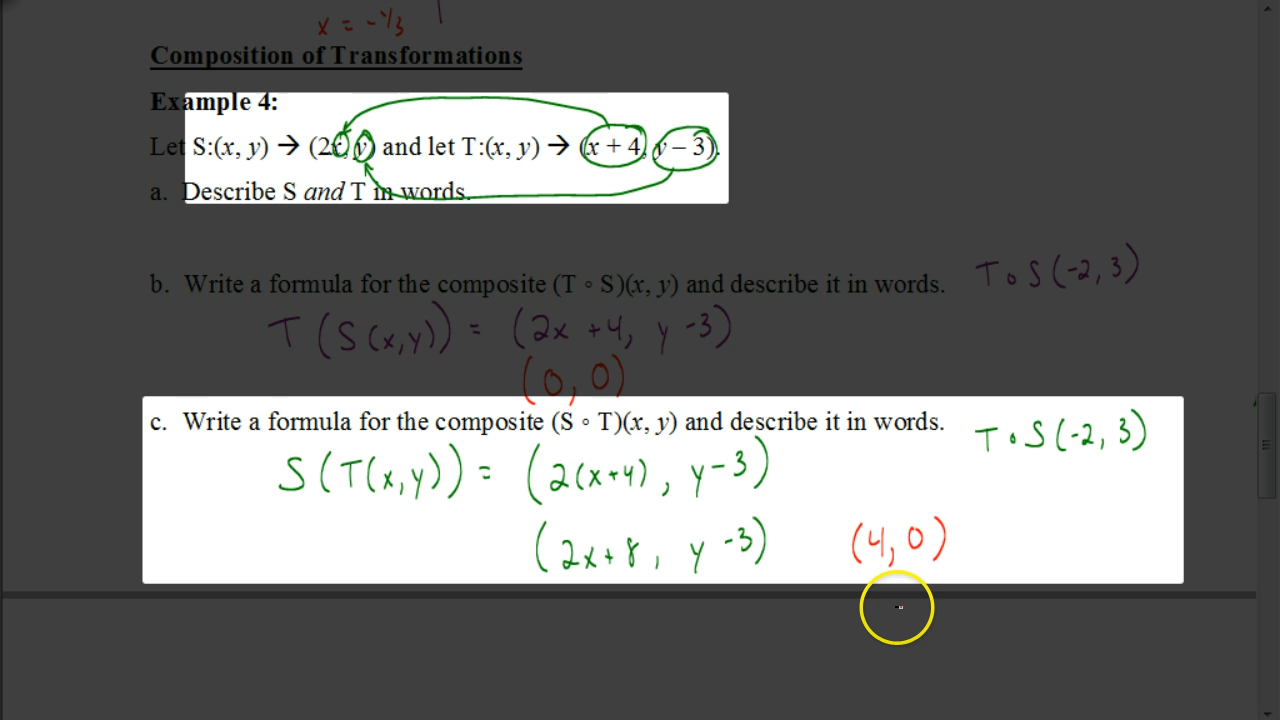 x = -1/3
Composition of Transformations
Example 4:
Let S:(x, y) → (2x, y) and let T:(x, y) → (x + 4, y – 3).
a. Describe S and T in words.
b. Write a formula for the composite (T ∘ S)(x, y) and describe it in words. T∘S(-2, 3)
T(S(x,y)) = (2x +4, y -3)
(0, 0)
c. Write a formula for the composite (S ∘ T)(x, y) and describe it in words. T∘S(-2, 3)
S(T(x,y)) = (2(x+4), y-3)
(2x+8, y-3) (4,0)